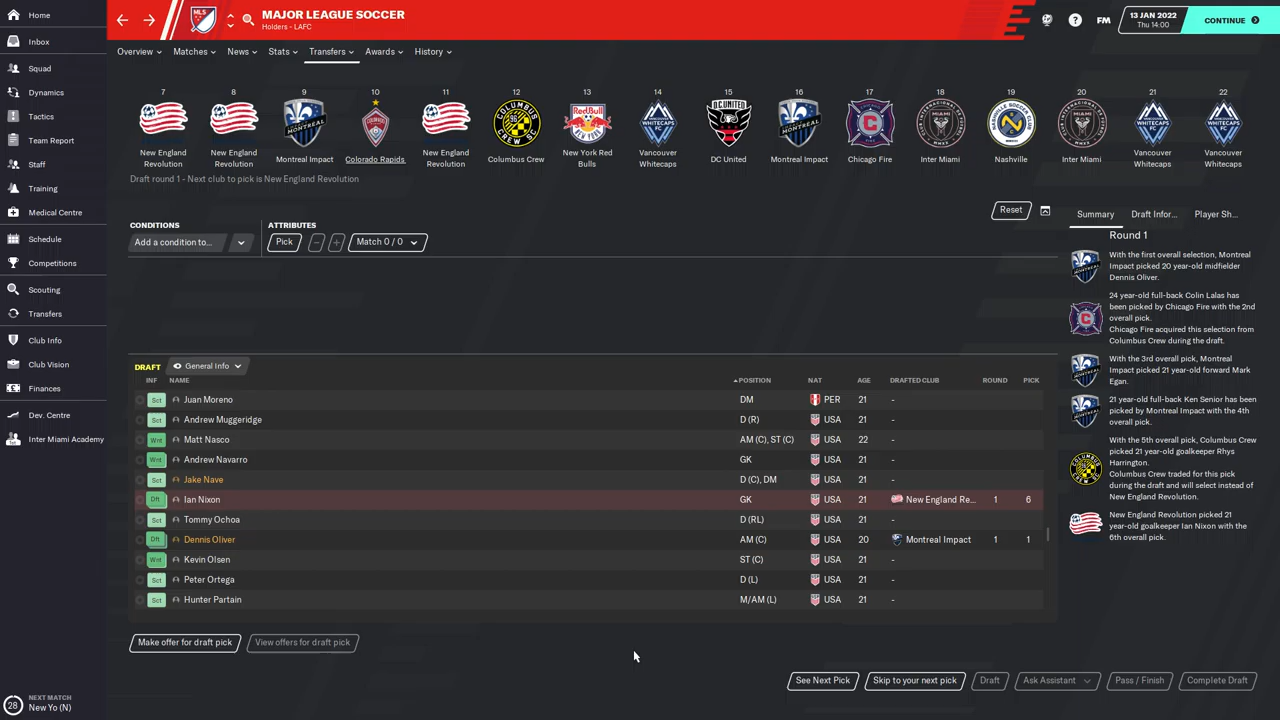 MAJOR LEAGUE SOCCER
Holders - LAFC
FM
13 JAN 2022
Thu 14:00
CONTINUE
Home
Inbox
Squad
Dynamics
Tactics
Team Report
Staff
Training
Medical Centre
Schedule
Competitions
Scouting
Transfers
Club Info
Club Vision
Finances
Dev. Centre
Inter Miami Academy
28
NEXT MATCH
New Yo (N)
Overview Matches News Stats Transfers Awards History
7 8 9 10 11 12 13 14 15 16 17 18 19 20 21 22
New England Revolution
New England Revolution
Montreal Impact
Colorado Rapids
New England Revolution
Columbus Crew
New York Red Bulls
Vancouver Whitecaps
DC United
Montreal Impact
Chicago Fire
Inter Miami
Nashville
Inter Miami
Vancouver Whitecaps
Vancouver Whitecaps
Draft round 1 - Next club to pick is New England Revolution
Reset
CONDITIONS
Add a condition to...
ATTRIBUTES
Pick − + Match 0 / 0
DRAFT General Info
INF NAME POSITION NAT AGE DRAFTED CLUB ROUND PICK
Sct Juan Moreno DM PER 21 -
Sct Andrew Muggeridge D (R) USA 21 -
Wnt Matt Nasco AM (C), ST (C) USA 22 -
Wnt Andrew Navarro GK USA 21 -
Sct Jake Nave D (C), DM USA 21 -
Dft Ian Nixon GK USA 21 New England Re... 1 6
Sct Tommy Ochoa D (RL) USA 21 -
Dft Dennis Oliver AM (C) USA 20 Montreal Impact 1 1
Wnt Kevin Olsen ST (C) USA 21 -
Sct Peter Ortega D (L) USA 21 -
Sct Hunter Partain M/AM (L) USA 21 -
Make offer for draft pick View offers for draft pick
Summary Draft Infor... Player Sh...
Round 1
With the first overall selection, Montreal
Impact picked 20 year-old midfielder
Dennis Oliver.
24 year-old full-back Colin Lalas has
been picked by Chicago Fire with the 2nd
overall pick.
Chicago Fire acquired this selection from
Columbus Crew during the draft.
With the 3rd overall pick, Montreal
Impact picked 21 year-old forward Mark
Egan.
21 year-old full-back Ken Senior has been
picked by Montreal Impact with the 4th
overall pick.
With the 5th overall pick, Columbus Crew
picked 21 year-old goalkeeper Rhys
Harrington.
Columbus Crew traded for this pick
during the draft and will select instead of
New England Revolution.
New England Revolution picked 21
year-old goalkeeper Ian Nixon with the
6th overall pick.
See Next Pick Skip to your next pick Draft Ask Assistant Pass / Finish Complete Draft